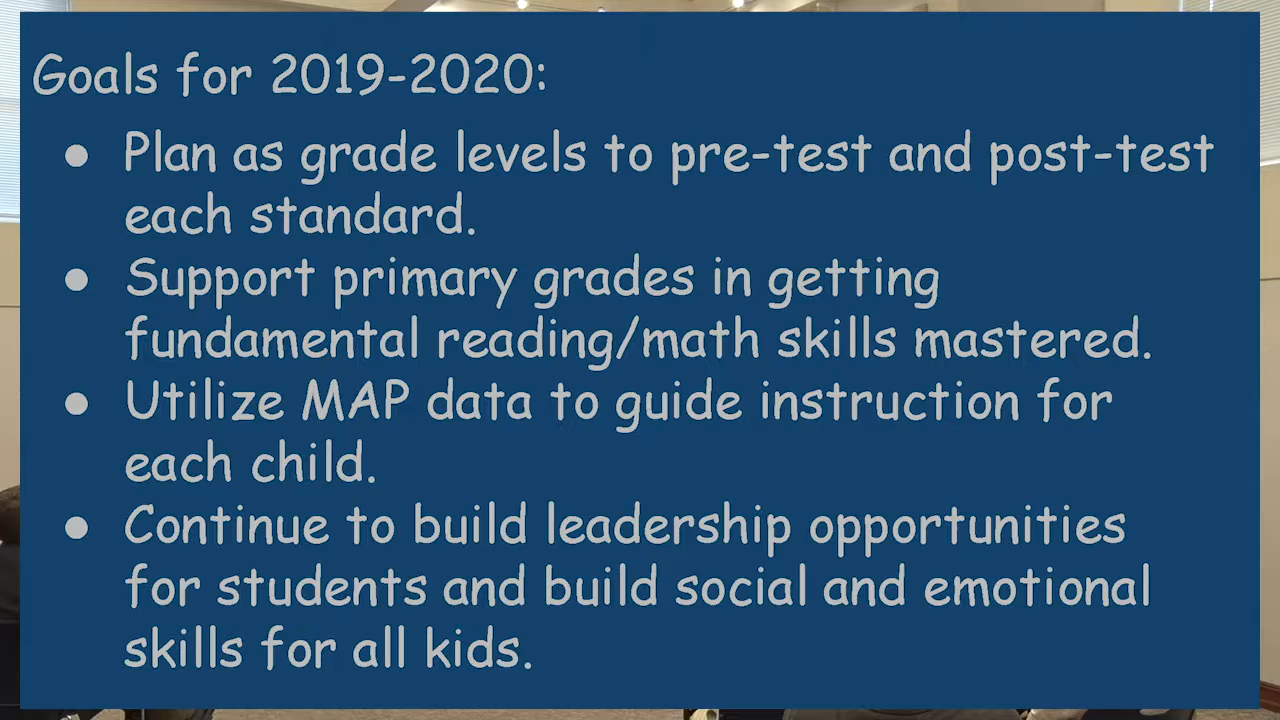 Goals for 2019-2020:
● Plan as grade levels to pre-test and post-test
each standard.
● Support primary grades in getting
fundamental reading/math skills mastered.
● Utilize MAP data to guide instruction for
each child.
● Continue to build leadership opportunities
for students and build social and emotional
skills for all kids.